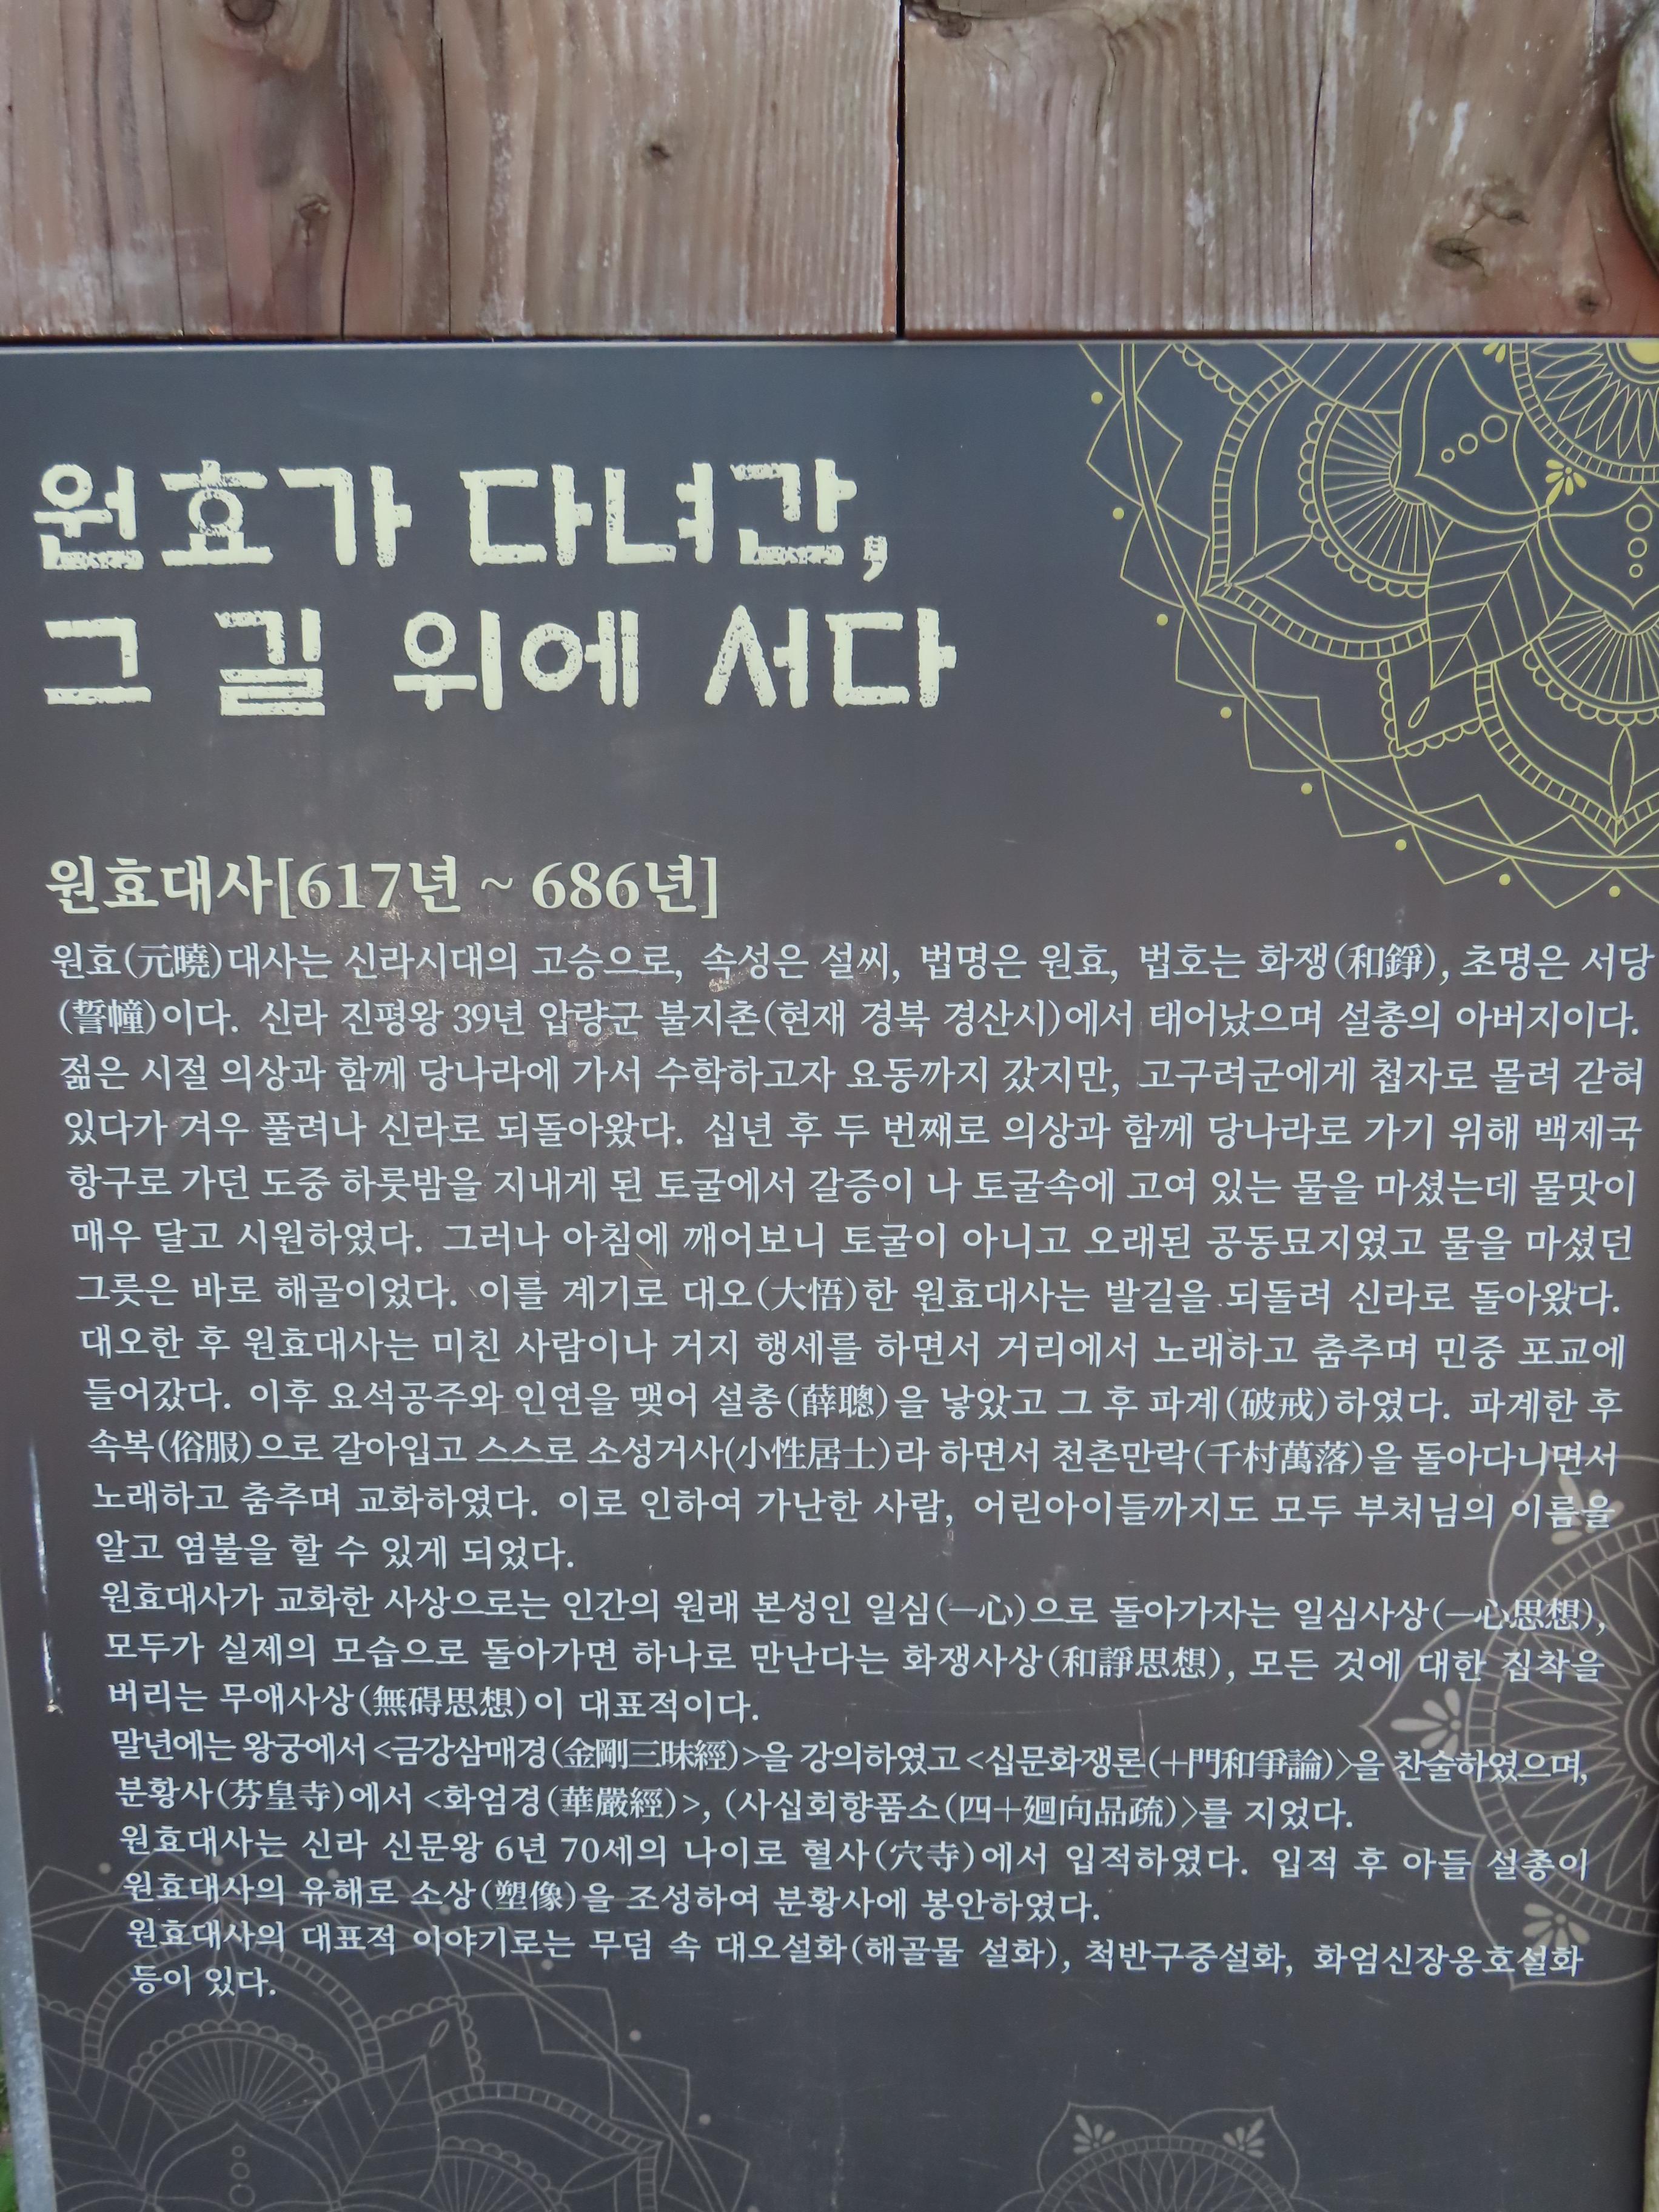 원효가 다녀간,
그 길 위에 서다
원효대사[617년 ~ 686년]
원효(元曉)대사는 신라시대의 고승으로, 속성은 설씨, 법명은 원효, 법호는 화쟁(和錚), 초명은 서당
(誓幢)이다. 신라 진평왕 39년 압량군 불지촌(현재 경북 경산시)에서 태어났으며 설총의 아버지이다.
젊은 시절 의상과 함께 당나라에 가서 수학하고자 요동까지 갔지만, 고구려군에게 첩자로 몰려 갇혀
있다가 겨우 풀려나 신라로 되돌아왔다. 십년 후 두 번째로 의상과 함께 당나라로 가기 위해 백제국
항구로 가던 도중 하룻밤을 지내게 된 토굴에서 갈증이 나 토굴속에 고여 있는 물을 마셨는데 물맛이
매우 달고 시원하였다. 그러나 아침에 깨어보니 토굴이 아니고 오래된 공동묘지였고 물을 마셨던
그릇은 바로 해골이었다. 이를 계기로 대오(大悟)한 원효대사는 발길을 되돌려 신라로 돌아왔다.
대오한 후 원효대사는 미친 사람이나 거지 행세를 하면서 거리에서 노래하고 춤추며 민중 포교에
들어갔다. 이후 요석공주와 인연을 맺어 설총(薛聰)을 낳았고 그 후 파계(破戒)하였다. 파계한 후
속복(俗服)으로 갈아입고 스스로 소성거사(小性居士)라 하면서 천촌만락(千村萬落)을 돌아다니면서
노래하고 춤추며 교화하였다. 이로 인하여 가난한 사람, 어린아이들까지도 모두 부처님의 이름을
알고 염불을 할 수 있게 되었다.
원효대사가 교화한 사상으로는 인간의 원래 본성인 일심(一心)으로 돌아가자는 일심사상(一心思想),
모두가 실제의 모습으로 돌아가면 하나로 만난다는 화쟁사상(和諍思想), 모든 것에 대한 집착을
버리는 무애사상(無碍思想)이 대표적이다.
말년에는 왕궁에서 <금강삼매경(金剛三昧經)>을 강의하였고 <십문화쟁론(十門和爭論)>을 찬술하였으며,
분황사(芬皇寺)에서 <화엄경(華嚴經)>, (사십회향품소(四十廻向品疏)>를 지었다.
원효대사는 신라 신문왕 6년 70세의 나이로 혈사(穴寺)에서 입적하였다. 입적 후 아들 설총이
원효대사의 유해로 소상(塑像)을 조성하여 분황사에 봉안하였다.
원효대사의 대표적 이야기로는 무덤 속 대오설화(해골물 설화), 척반구중설화, 화엄신장옹호설화
등이 있다.